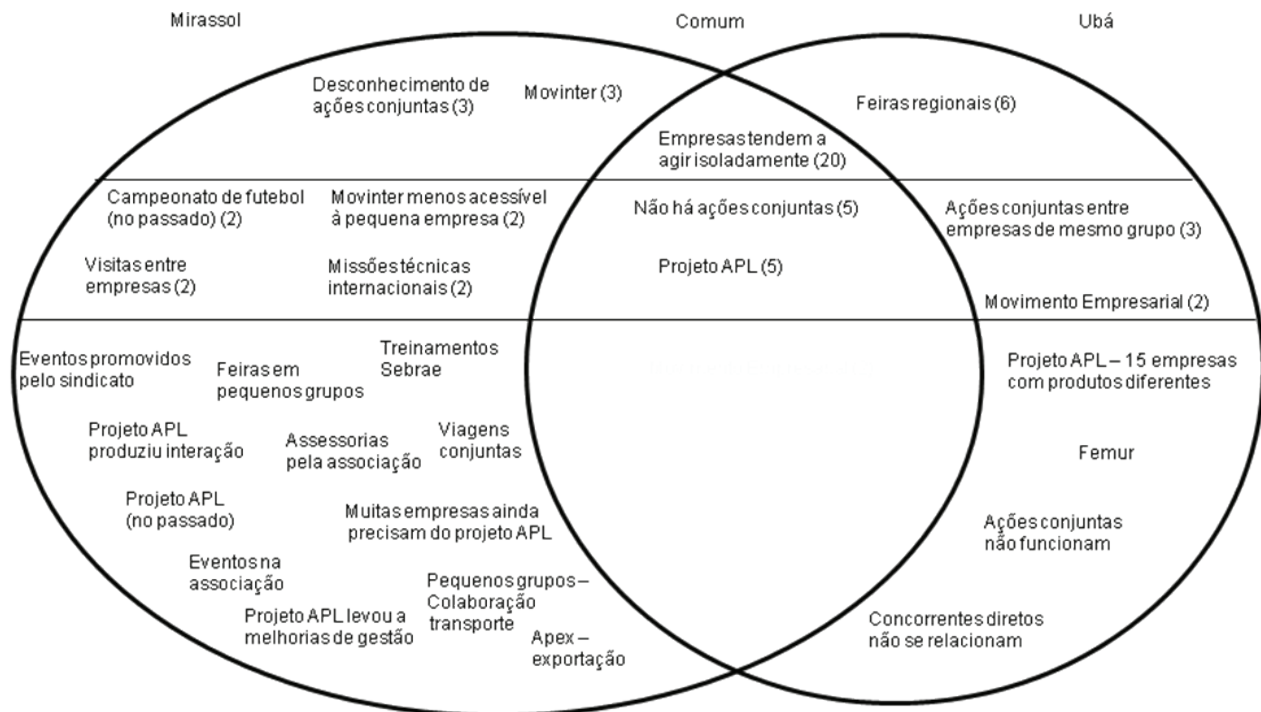 Mirassol
Comum
Ubá
Desconhecimento de
ações conjuntas (3)
Movinter (3)
Feiras regionais (6)
Empresas tendem a
agir isoladamente (20)
Campeonato de futebol
(no passado) (2)
Movinter menos acessível
à pequena empresa (2)
Não há ações conjuntas (5)
Ações conjuntas entre
empresas de mesmo grupo (3)
Visitas entre
empresas (2)
Missões técnicas
internacionais (2)
Projeto APL (5)
Movimento Empresarial (2)
Eventos promovidos
pelo sindicato
Feiras em
pequenos grupos
Treinamentos
Sebrae
Projeto APL – 15 empresas
com produtos diferentes
Projeto APL
produziu interação
Assessorias
pela associação
Viagens
conjuntas
Femur
Projeto APL
(no passado)
Muitas empresas ainda
precisam do projeto APL
Ações conjuntas
não funcionam
Eventos na
associação
Pequenos grupos –
Colaboração
transporte
Projeto APL levou a
melhorias de gestão
Apex –
exportação
Concorrentes diretos
não se relacionam